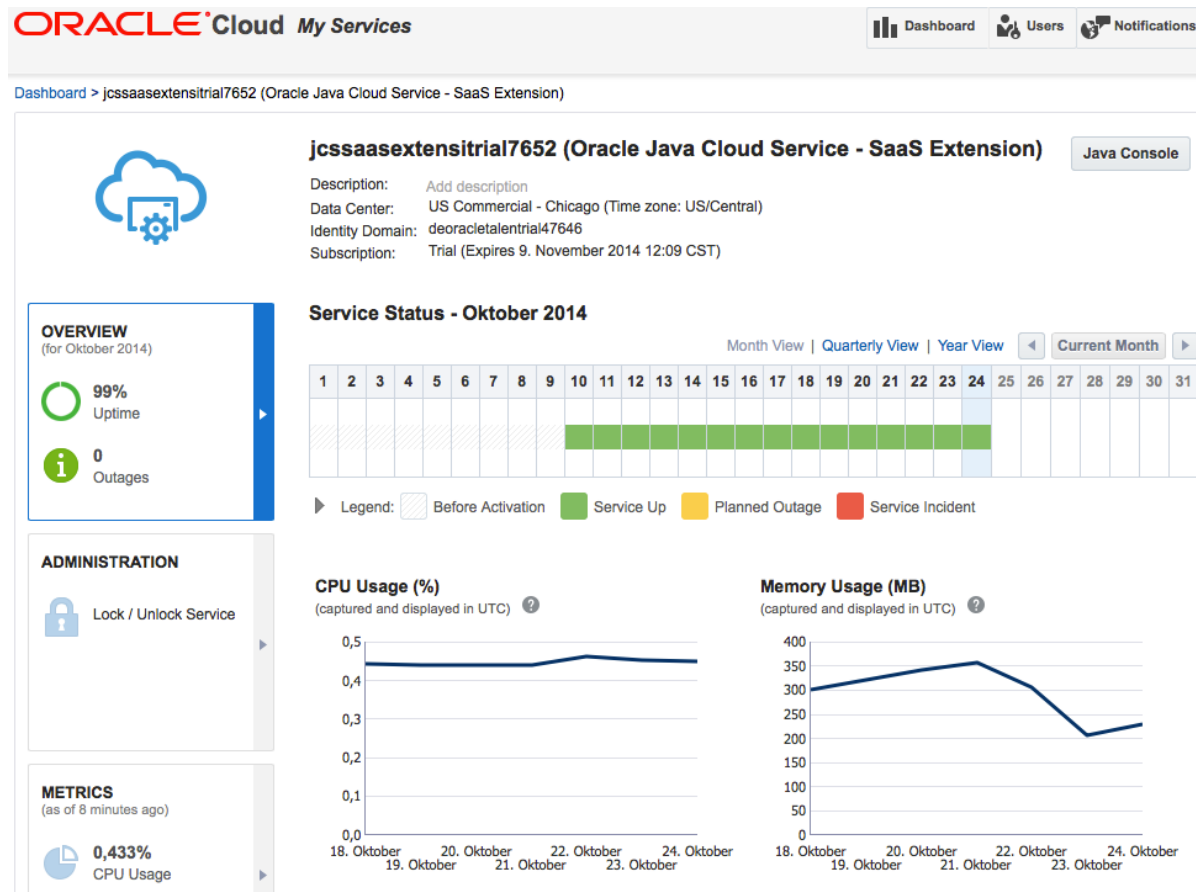 ORACLE Cloud My Services
Dashboard Users Notifications
Dashboard > jcssaasextensitrial7652 (Oracle Java Cloud Service - SaaS Extension)
jcssaasextensitrial7652 (Oracle Java Cloud Service - SaaS Extension)
Java Console
Description: Add description
Data Center: US Commercial - Chicago (Time zone: US/Central)
Identity Domain: deoracletalentrial47646
Subscription: Trial (Expires 9. November 2014 12:09 CST)
OVERVIEW
(for Oktober 2014)
99%
Uptime
0
Outages
Service Status - Oktober 2014
Month View | Quarterly View | Year View Current Month
1 2 3 4 5 6 7 8 9 10 11 12 13 14 15 16 17 18 19 20 21 22 23 24 25 26 27 28 29 30 31
Legend: Before Activation Service Up Planned Outage Service Incident
ADMINISTRATION
Lock / Unlock Service
METRICS
(as of 8 minutes ago)
0,433%
CPU Usage
CPU Usage (%)
(captured and displayed in UTC) ?
0,5
0,4
0,3
0,2
0,1
0,0
18. Oktober 20. Oktober 22. Oktober 24. Oktober
19. Oktober 21. Oktober 23. Oktober
Memory Usage (MB)
(captured and displayed in UTC) ?
400
350
300
250
200
150
100
50
0
18. Oktober 20. Oktober 22. Oktober 24. Oktober
19. Oktober 21. Oktober 23. Oktober